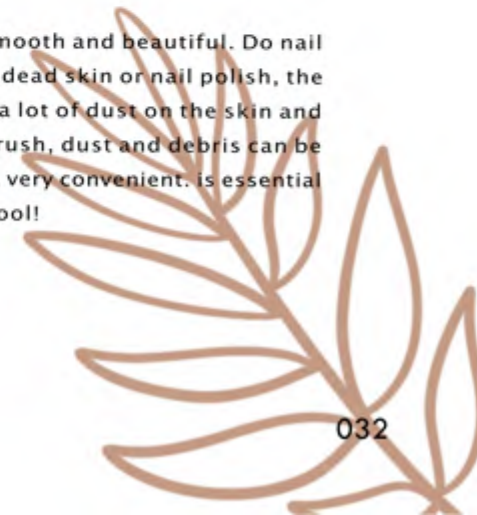 mooth and beautiful. Do nail
dead skin or nail polish, the
a lot of dust on the skin and
rush, dust and debris can be
very convenient. is essential
ool!
032